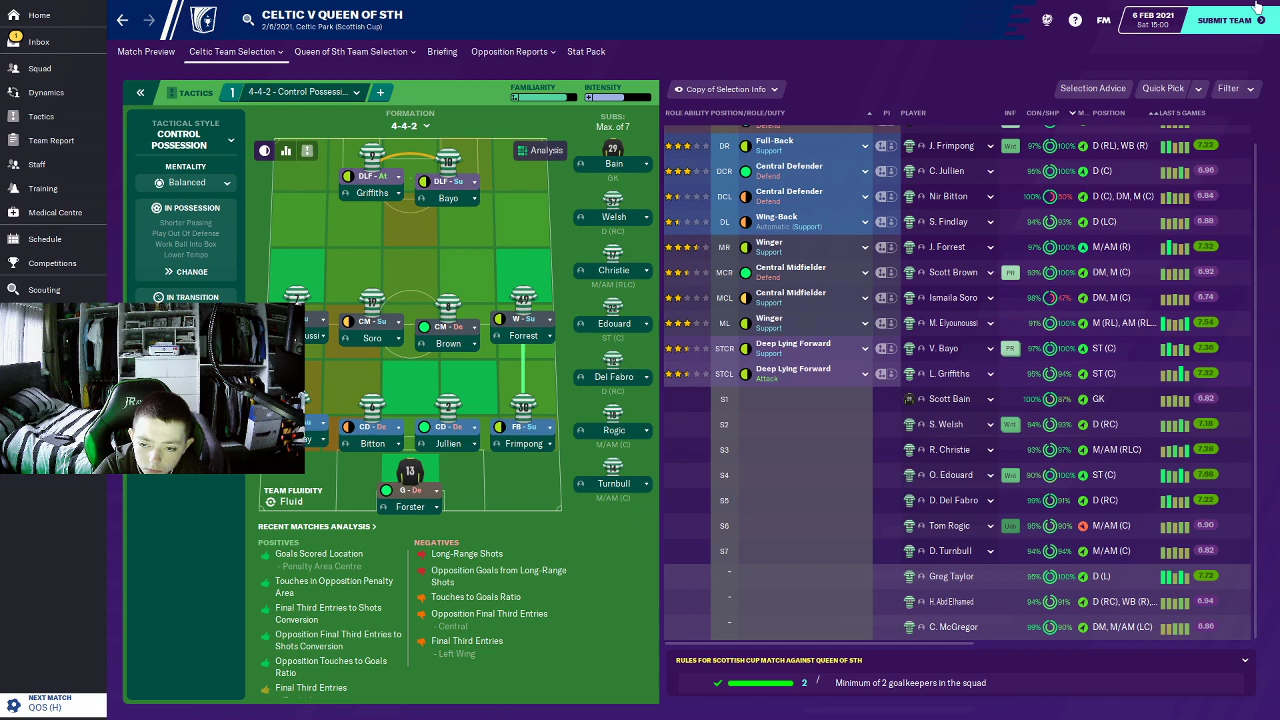 CELTIC V QUEEN OF STH
2/6/2021, Celtic Park (Scottish Cup)
FM
6 FEB 2021
Sat 15:00
SUBMIT TEAM
Match Preview
Celtic Team Selection
Queen of Sth Team Selection
Briefing
Opposition Reports
Stat Pack
1
Inbox
Squad
Dynamics
Tactics
Team Report
Staff
Training
Medical Centre
Schedule
Competitions
Scouting
NEXT MATCH
QOS (H)
TACTICS
1
4-4-2 - Control Possessi...
FAMILIARITY
INTENSITY
TACTICAL STYLE
CONTROL
POSSESSION
MENTALITY
Balanced
IN POSSESSION
Shorter Passing
Play Out Of Defense
Work Ball Into Box
Lower Tempo
CHANGE
IN TRANSITION
FORMATION
4-4-2
Analysis
DLF - At
Griffiths
DLF - Su
Bayo
CM - Su
Soro
CM - De
Brown
W - Su
Forrest
CD - De
Bitton
CD - De
Jullien
FB - Su
Frimpong
13
G - De
Forster
TEAM FLUIDITY
Fluid
SUBS:
Max. of 7
29
Bain
GK
Welsh
D (RC)
Christie
M/AM (RLC)
Edouard
ST (C)
Del Fabro
D (RC)
Rogic
M/AM (C)
Turnbull
M/AM (C)
RECENT MATCHES ANALYSIS >
POSITIVES
Goals Scored Location
- Penalty Area Centre
Touches in Opposition Penalty
Area
Final Third Entries to Shots
Conversion
Opposition Final Third Entries to
Shots Conversion
Opposition Touches to Goals
Ratio
Final Third Entries
NEGATIVES
Long-Range Shots
Opposition Goals from Long-Range
Shots
Touches to Goals Ratio
Opposition Final Third Entries
- Central
Final Third Entries
- Left Wing
Copy of Selection Info
Selection Advice
Quick Pick
Filter
ROLE ABILITY POSITION/ROLE/DUTY PI PLAYER INF CON/SHP M... POSITION LAST 5 GAMES
Defend
DR Full-Back Support J. Frimpong Wnt 97% 100% D (RL), WB (R) 7.22
DCR Central Defender Defend C. Jullien 95% 100% D (C) 6.96
DCL Central Defender Defend Nir Bitton 100% 50% D (C), DM, M (C) 6.84
DL Wing-Back Automatic (Support) S. Findlay 94% 93% D (LC) 6.88
MR Winger Support J. Forrest 97% 100% M/AM (R) 7.32
MCR Central Midfielder Defend Scott Brown PR 93% 100% DM, M (C) 6.92
MCL Central Midfielder Support Ismaila Soro 98% 47% DM, M (C) 6.74
ML Winger Support M. Elyounoussi 91% 100% M (RL), AM (RL... 7.54
STCR Deep Lying Forward Support V. Bayo PR 97% 100% ST (C) 7.36
STCL Deep Lying Forward Attack L. Griffiths 95% 94% ST (C) 7.32
S1 Scott Bain 100% 87% GK 6.82
S2 S. Welsh Wnt 94% 93% D (RC) 7.18
S3 R. Christie 93% 97% M/AM (RLC) 7.28
S4 O. Edouard Wnt 90% 100% ST (C) 7.68
S5 D. Del Fabro 99% 91% D (RC) 7.22
S6 Tom Rogic Unh 95% 90% M/AM (C) 6.90
S7 D. Turnbull 94% 94% M/AM (C) 6.82
- Greg Taylor 95% 100% D (L) 7.72
- H. Abd Elhamed 94% 91% D (RC), WB (R),... 6.94
- C. McGregor 99% 90% DM, M/AM (LC) 6.86
RULES FOR SCOTTISH CUP MATCH AGAINST QUEEN OF STH
2 / Minimum of 2 goalkeepers in the squad